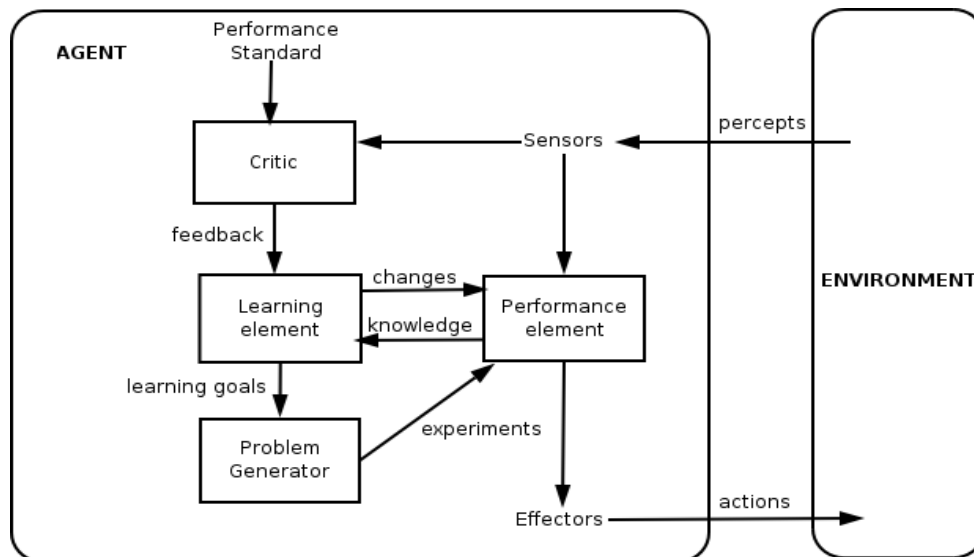 Performance
Standard
AGENT
percepts
Sensors
Critic
feedback
changes
ENVIRONMENT
Learning
element
Performance
element
knowledge
learning goals
experiments
Problem
Generator
actions
Effectors